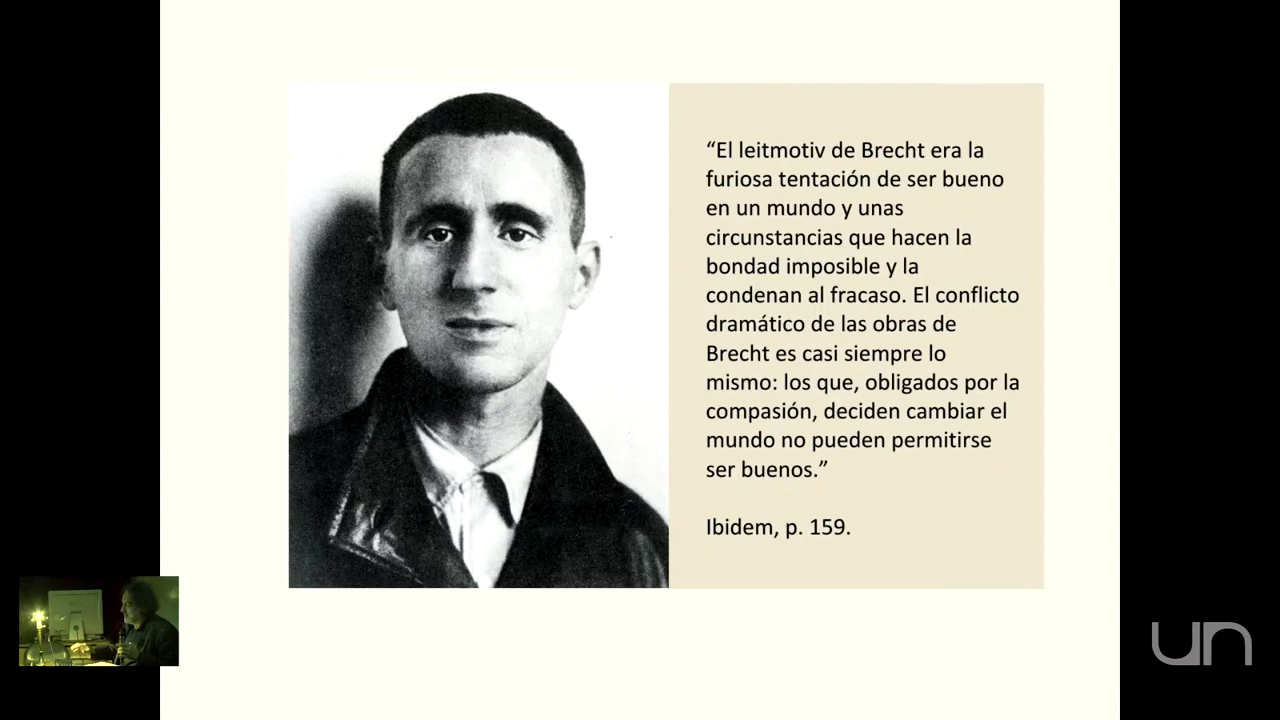 “El leitmotiv de Brecht era la
furiosa tentación de ser bueno
en un mundo y unas
circunstancias que hacen la
bondad imposible y la
condenan al fracaso. El conflicto
dramático de las obras de
Brecht es casi siempre lo
mismo: los que, obligados por la
compasión, deciden cambiar el
mundo no pueden permitirse
ser buenos.”
Ibidem, p. 159.
un